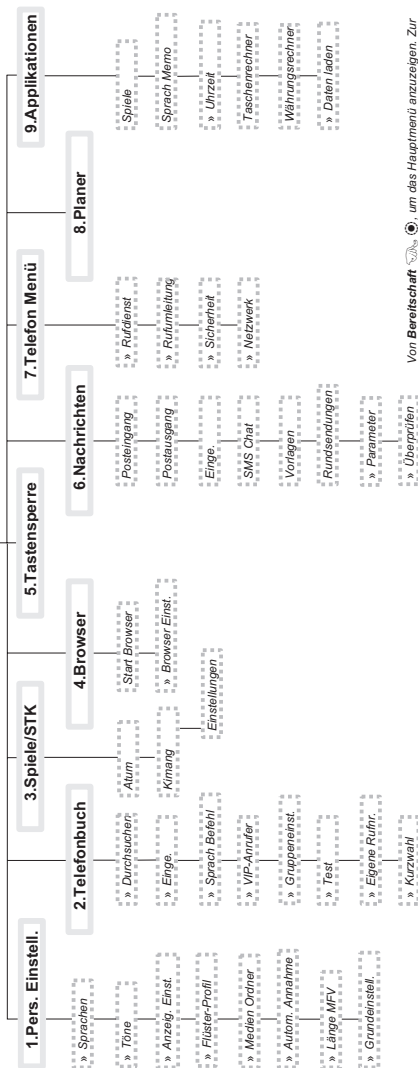 1.Pers. Einstell.
» Sprachen
» Töne
» Anzeig. Einst.
» Flüster-Profil
» Medien Ordner
» Autom. Annahme
» Länge MFV
» Grundeinstell.
2.Telefonbuch
» Durchsuchen
» Einge.
» Sprach Befehl
» VIP-Anrufer
» Gruppeneinst.
» Test
» Eigene Rufnr.
» Kurzwahl
3.Spiele/STK
Atum
Kimang
Einstellungen
4.Browser
Start Browser
» Browser Einst.
5.Tastensperre
6.Nachrichten
Posteingang
Postausgang
Einge.
SMS Chat
Vorlagen
Rundsendungen
» Parameter
» Überprüfen
7.Telefon Menü
» Rufdienst
» Rufumleitung
» Sicherheit
» Netzwerk
8.Planer
9.Applikationen
Spiele
Sprach Memo
» Uhrzeit
Taschenrechner
Währungsrechner
» Daten laden
Von Bereitschaft , um das Hauptmenü anzuzeigen. Zur